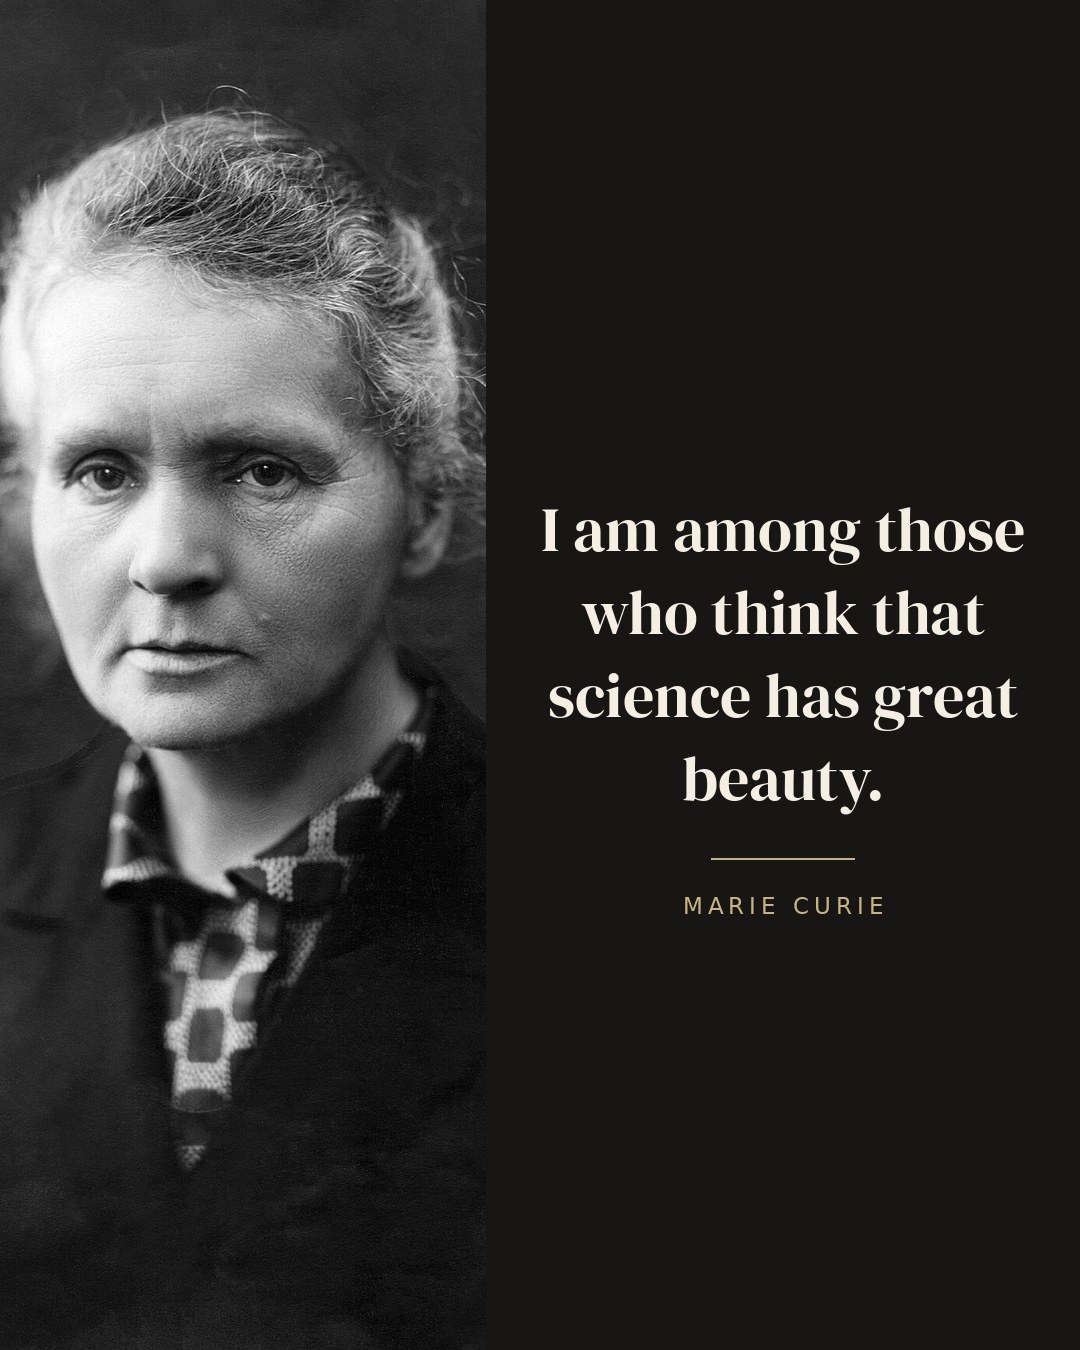 I am among those
who think that
science has great
beauty.
MARIE CURIE